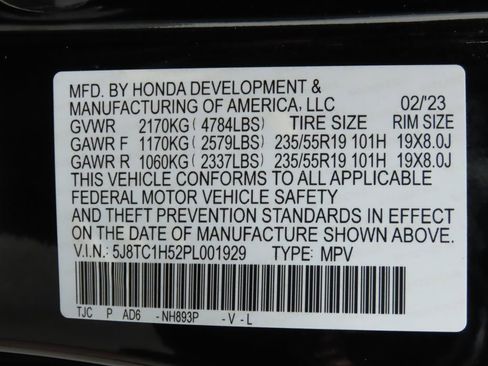 MFD. BY HONDA DEVELOPMENT &
MANUFACTURING OF AMERICA, LLC 02/'23
GVWR 2170KG (4784LBS) TIRE SIZE RIM SIZE
GAWR F 1170KG (2579LBS) 235/55R19 101H 19X8.0J
GAWR R 1060KG (2337LBS) 235/55R19 101H 19X8.0J
THIS VEHICLE CONFORMS TO ALL APPLICABLE
FEDERAL MOTOR VEHICLE SAFETY
AND THEFT PREVENTION STANDARDS IN EFFECT
ON THE DATE OF MANUFACTURE SHOWN ABOVE.
V.I.N.: 5J8TC1H52PL001929 TYPE: MPV
TJC P AD6 -NH893P -V-L